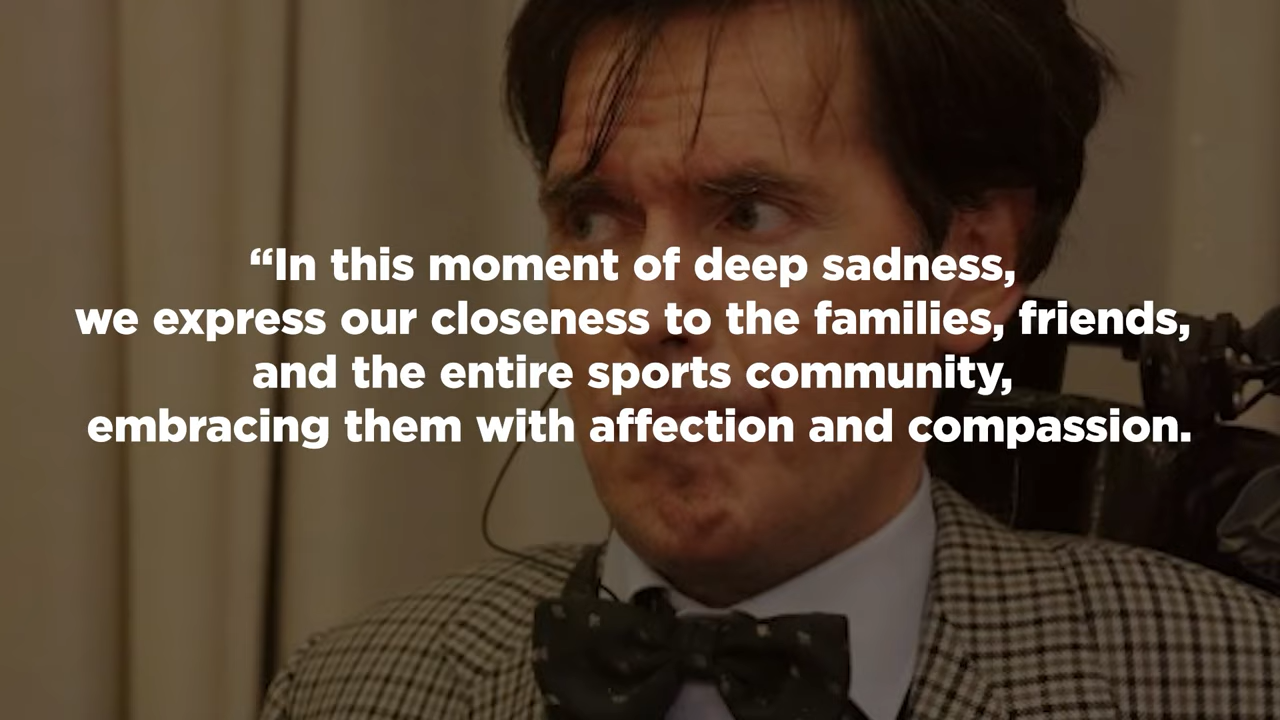 “In this moment of deep sadness,
we express our closeness to the families, friends,
and the entire sports community,
embracing them with affection and compassion.